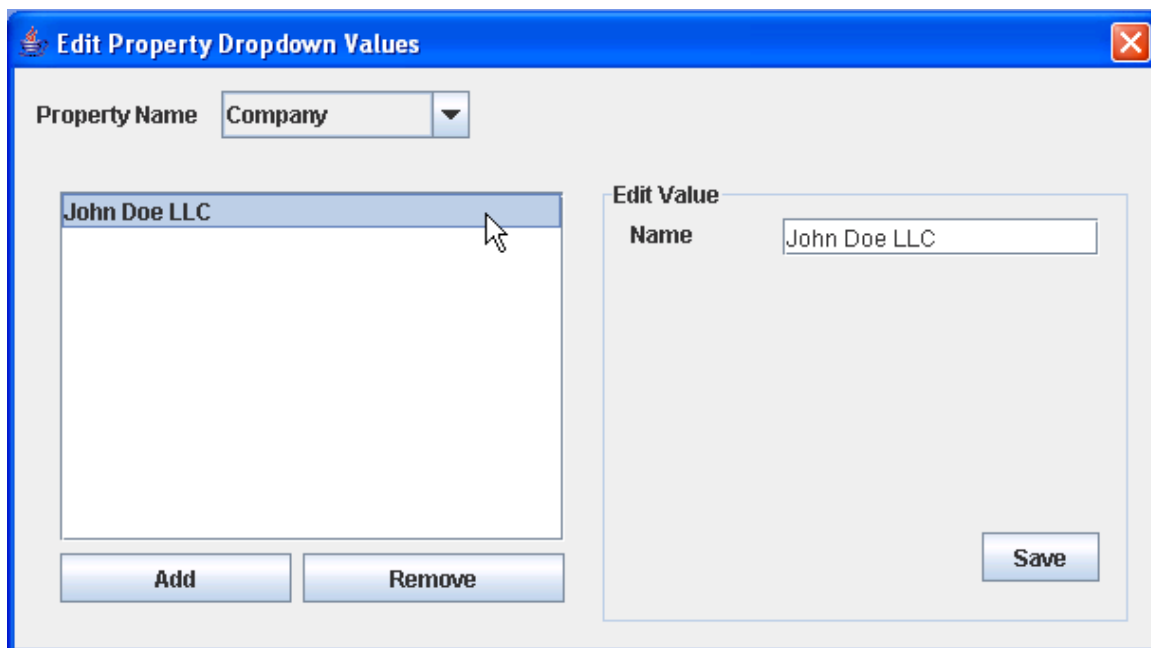 Edit Property Dropdown Values
Property Name Company
John Doe LLC
Edit Value
Name John Doe LLC
Save
Add Remove